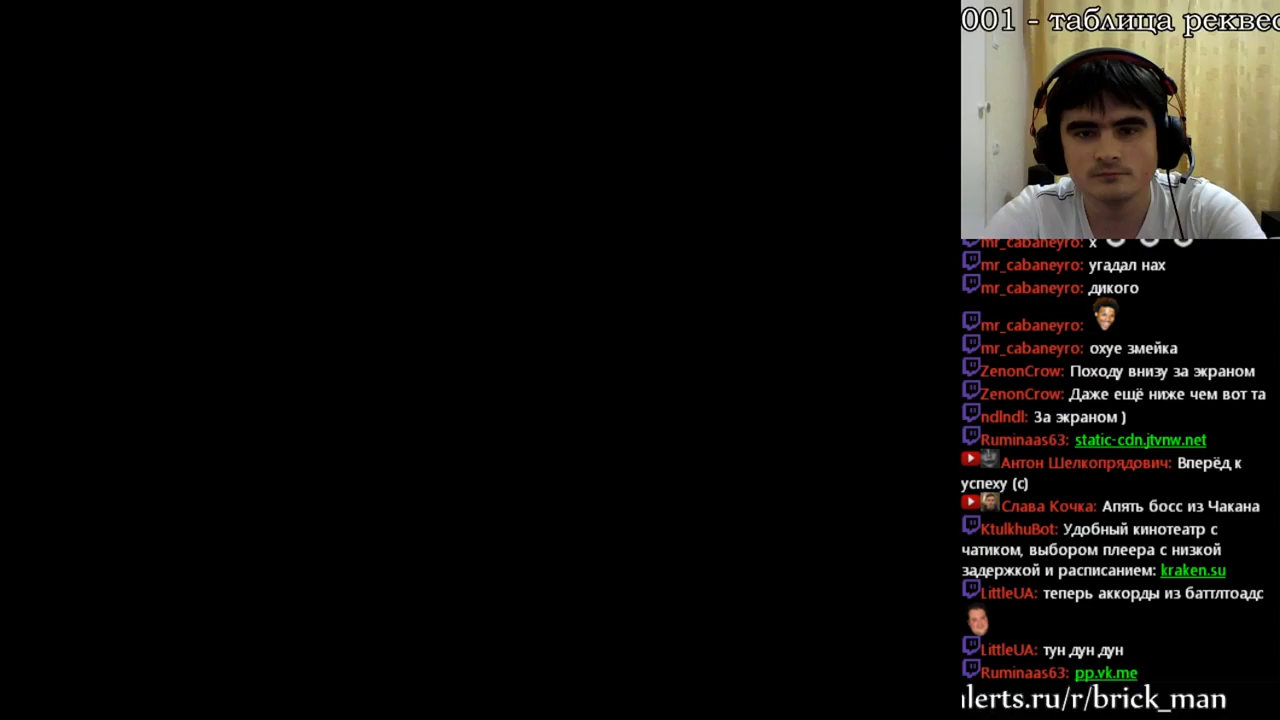 001 - таблица реквес
mr_cabaneyro: x
mr_cabaneyro: угадал нах
mr_cabaneyro: дикого
mr_cabaneyro:
mr_cabaneyro: охуе змейка
ZenonCrow: Походу внизу за экраном
ZenonCrow: Даже ещё ниже чем вот та
ndlndl: За экраном )
Ruminaas63: static-cdn.jtvnw.net
Антон Шелкопрядович: Вперёд к
успеху (с)
Слава Кочка: Апять босс из Чакана
KtulkhuBot: Удобный кинотеатр с
чатиком, выбором плеера с низкой
задержкой и расписанием: kraken.su
LittleUA: теперь аккорды из баттлтоадс
LittleUA: тун дун дун
Ruminaas63: pp.vk.me
alerts.ru/r/brick_man